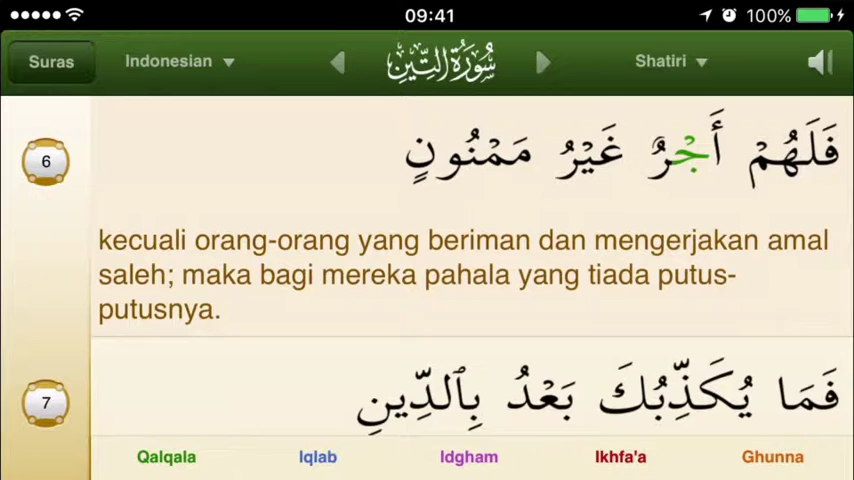 09:41
100%
Suras
Indonesian
سُورَةُ التِّينِ
Shatiri
6
فَلَهُمْ أَجْرٌ غَيْرُ مَمْنُونٍ
kecuali orang-orang yang beriman dan mengerjakan amal
saleh; maka bagi mereka pahala yang tiada putus-
putusnya.
7
فَمَا يُكَذِّبُكَ بَعْدُ بِٱلدِّينِ
Qalqala
Iqlab
Idgham
Ikhfa'a
Ghunna